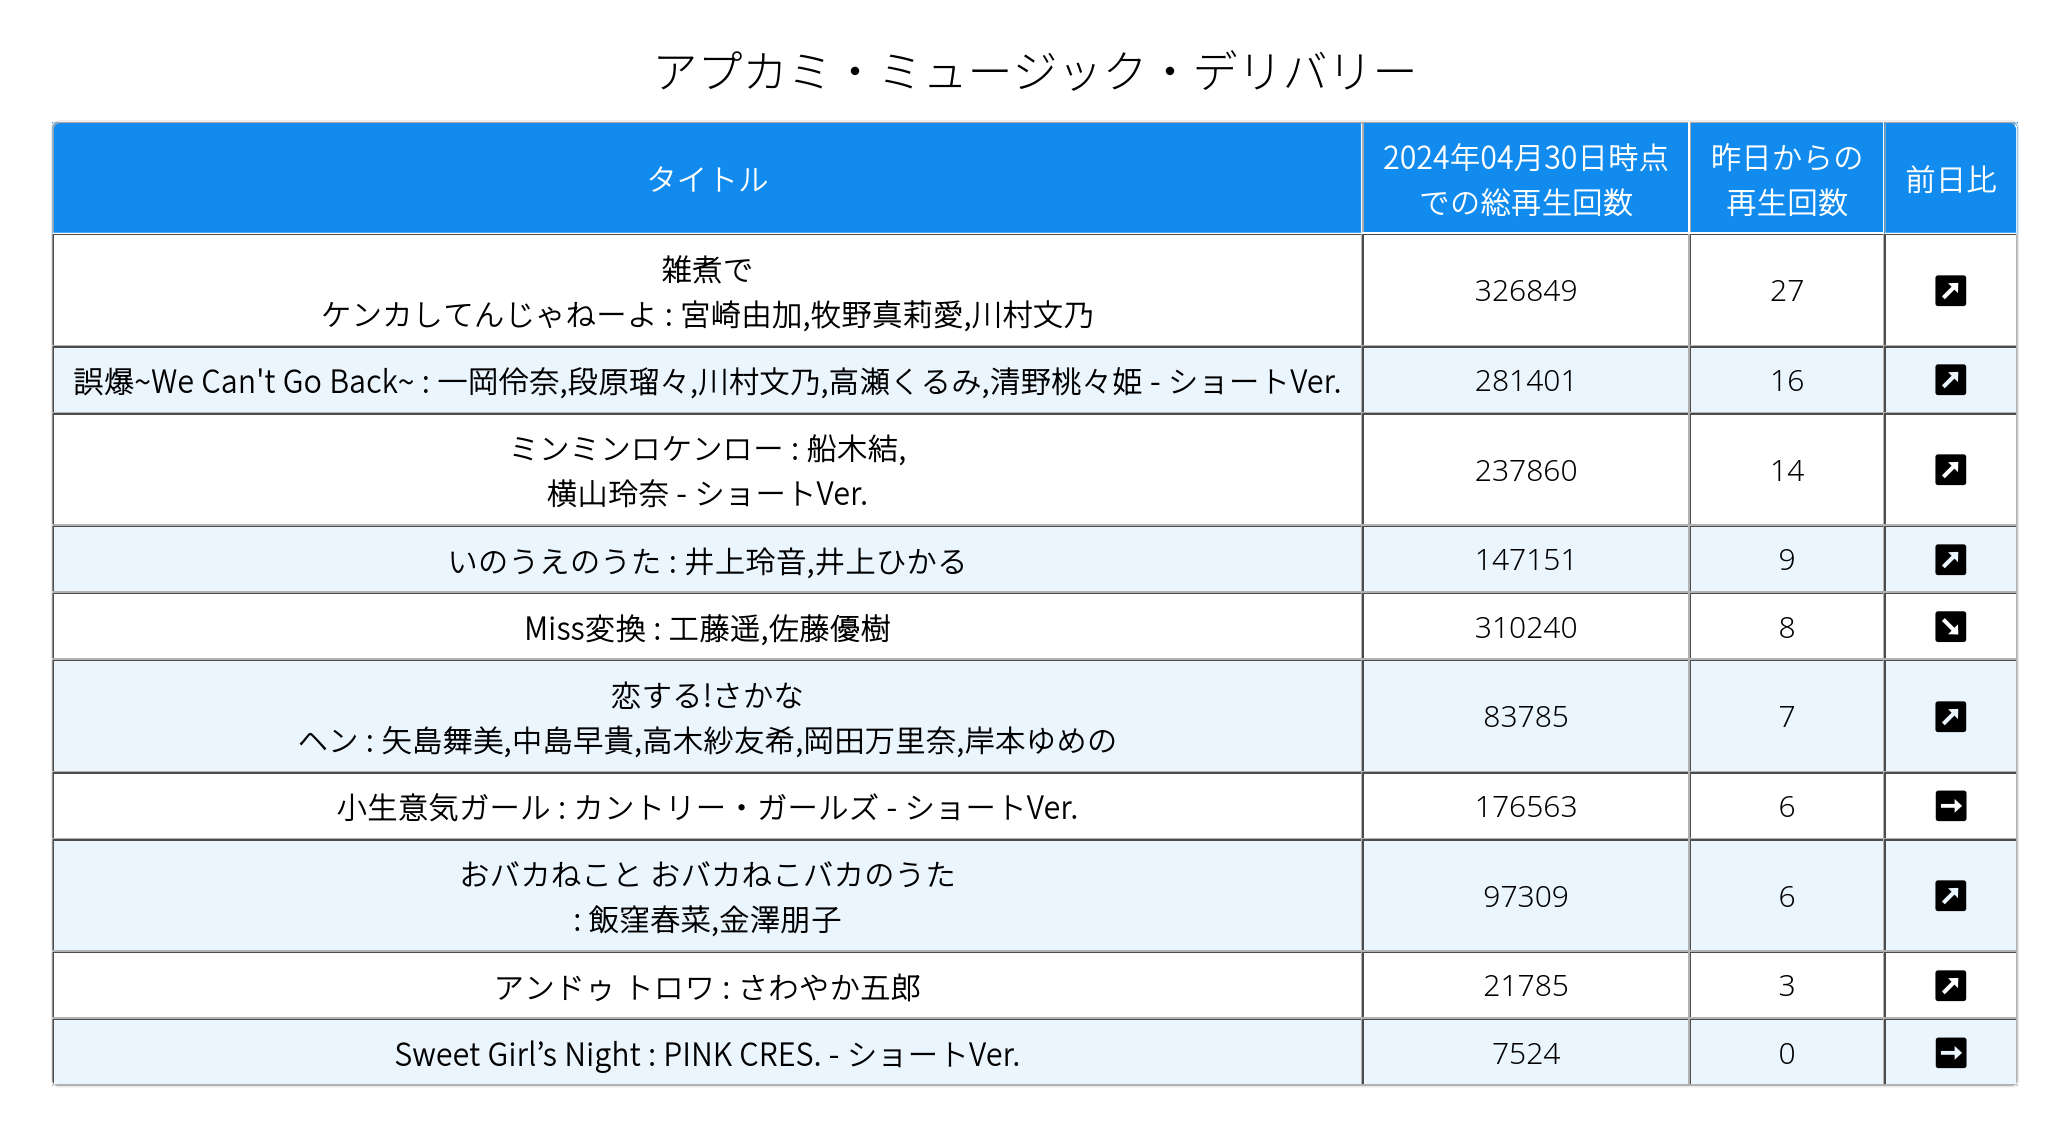 アプカミ・ミュージック・デリバリー
タイトル
2024年04月30日時点
での総再生回数
昨日からの
再生回数
前日比
雑煮で
ケンカしてんじゃねーよ : 宮崎由加,牧野真莉愛,川村文乃
326849
27
誤爆~We Can't Go Back~ : 一岡伶奈,段原瑠々,川村文乃,高瀬くるみ,清野桃々姫 - ショートVer.
281401
16
ミンミンロケンロー : 船木結,
横山玲奈 - ショートVer.
237860
14
いのうえのうた : 井上玲音,井上ひかる
147151
9
Miss変換 : 工藤遥,佐藤優樹
310240
8
恋する!さかな
ヘン : 矢島舞美,中島早貴,高木紗友希,岡田万里奈,岸本ゆめの
83785
7
小生意気ガール : カントリー・ガールズ - ショートVer.
176563
6
おバカねこと おバカねこバカのうた
: 飯窪春菜,金澤朋子
97309
6
アンドゥ トロワ : さわやか五郎
21785
3
Sweet Girl’s Night : PINK CRES. - ショートVer.
7524
0